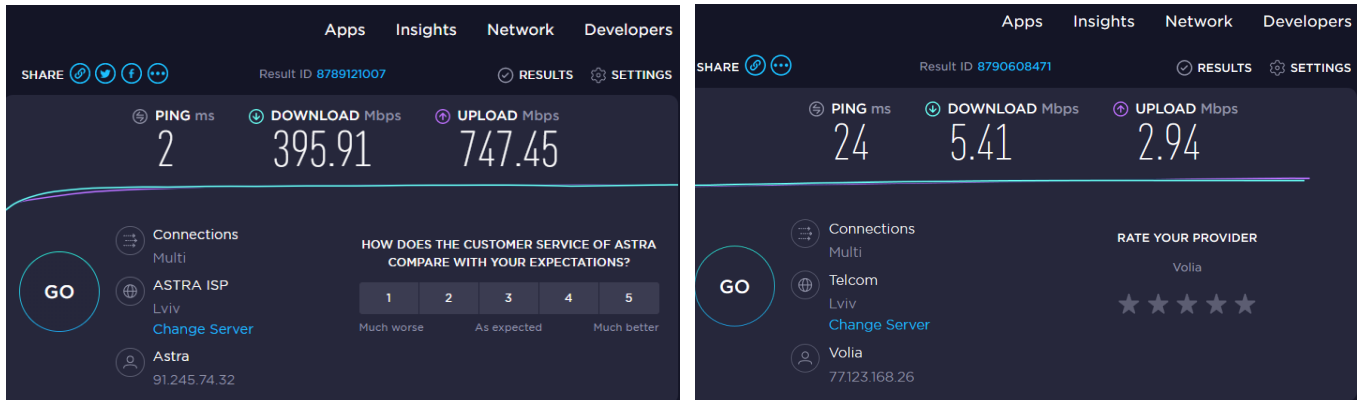 Apps Insights Network Developers
SHARE Result ID 8789121007 RESULTS SETTINGS
PING ms DOWNLOAD Mbps UPLOAD Mbps
2 395.91 747.45
Connections
Multi
ASTRA ISP
Lviv
Change Server
Astra
91.245.74.32
GO
HOW DOES THE CUSTOMER SERVICE OF ASTRA
COMPARE WITH YOUR EXPECTATIONS?
1 2 3 4 5
Much worse As expected Much better
Apps Insights Network Developers
SHARE Result ID 8790608471 RESULTS SETTINGS
PING ms DOWNLOAD Mbps UPLOAD Mbps
24 5.41 2.94
Connections
Multi
Telcom
Lviv
Change Server
Volia
77.123.168.26
GO
RATE YOUR PROVIDER
Volia